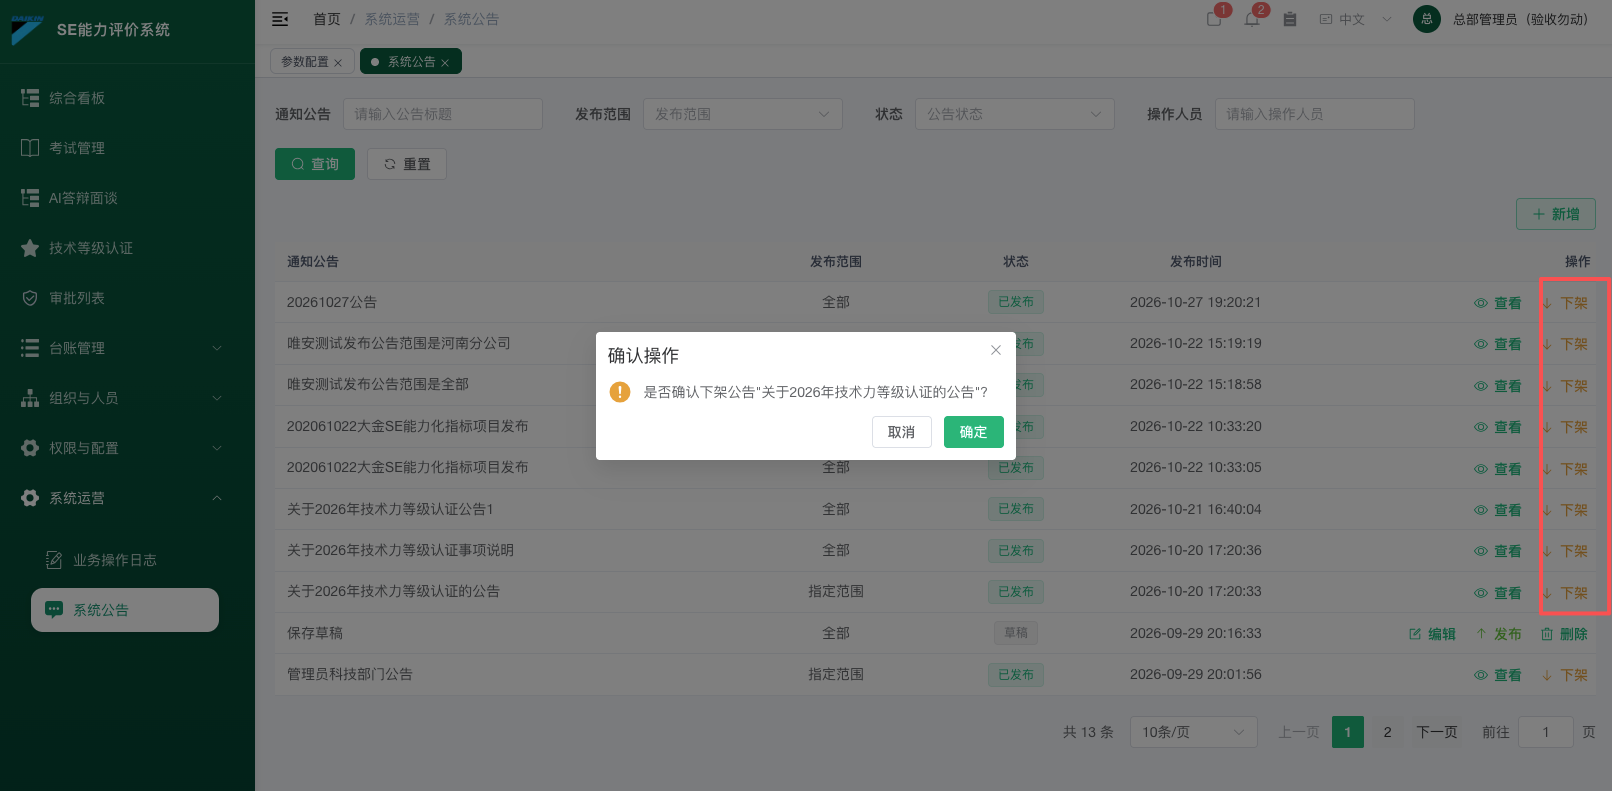 DAIKIN
SE能力评价系统
首页 / 系统运营 / 系统公告
1
2
中文
总
总部管理员（验收勿动）
参数配置
系统公告
综合看板
考试管理
AI答辩面谈
技术等级认证
审批列表
台账管理
组织与人员
权限与配置
系统运营
业务操作日志
系统公告
通知公告 请输入公告标题 发布范围 发布范围 状态 公告状态 操作人员 请输入操作人员
查询 重置
新增
通知公告 发布范围 状态 发布时间 操作
20261027公告 全部 已发布 2026-10-27 19:20:21 查看 下架
唯安测试发布公告范围是河南分公司 发布 2026-10-22 15:19:19 查看 下架
唯安测试发布公告范围是全部 发布 2026-10-22 15:18:58 查看 下架
202061022大金SE能力化指标项目发布 发布 2026-10-22 10:33:20 查看 下架
202061022大金SE能力化指标项目发布 全部 已发布 2026-10-22 10:33:05 查看 下架
关于2026年技术力等级认证公告1 全部 已发布 2026-10-21 16:40:04 查看 下架
关于2026年技术力等级认证事项说明 全部 已发布 2026-10-20 17:20:36 查看 下架
关于2026年技术力等级认证的公告 指定范围 已发布 2026-10-20 17:20:33 查看 下架
保存草稿 全部 草稿 2026-09-29 20:16:33 编辑 发布 删除
管理员科技部门公告 指定范围 已发布 2026-09-29 20:01:56 查看 下架
确认操作
是否确认下架公告"关于2026年技术力等级认证的公告"?
取消 确定
共 13 条 10条/页 上一页 1 2 下一页 前往 1 页